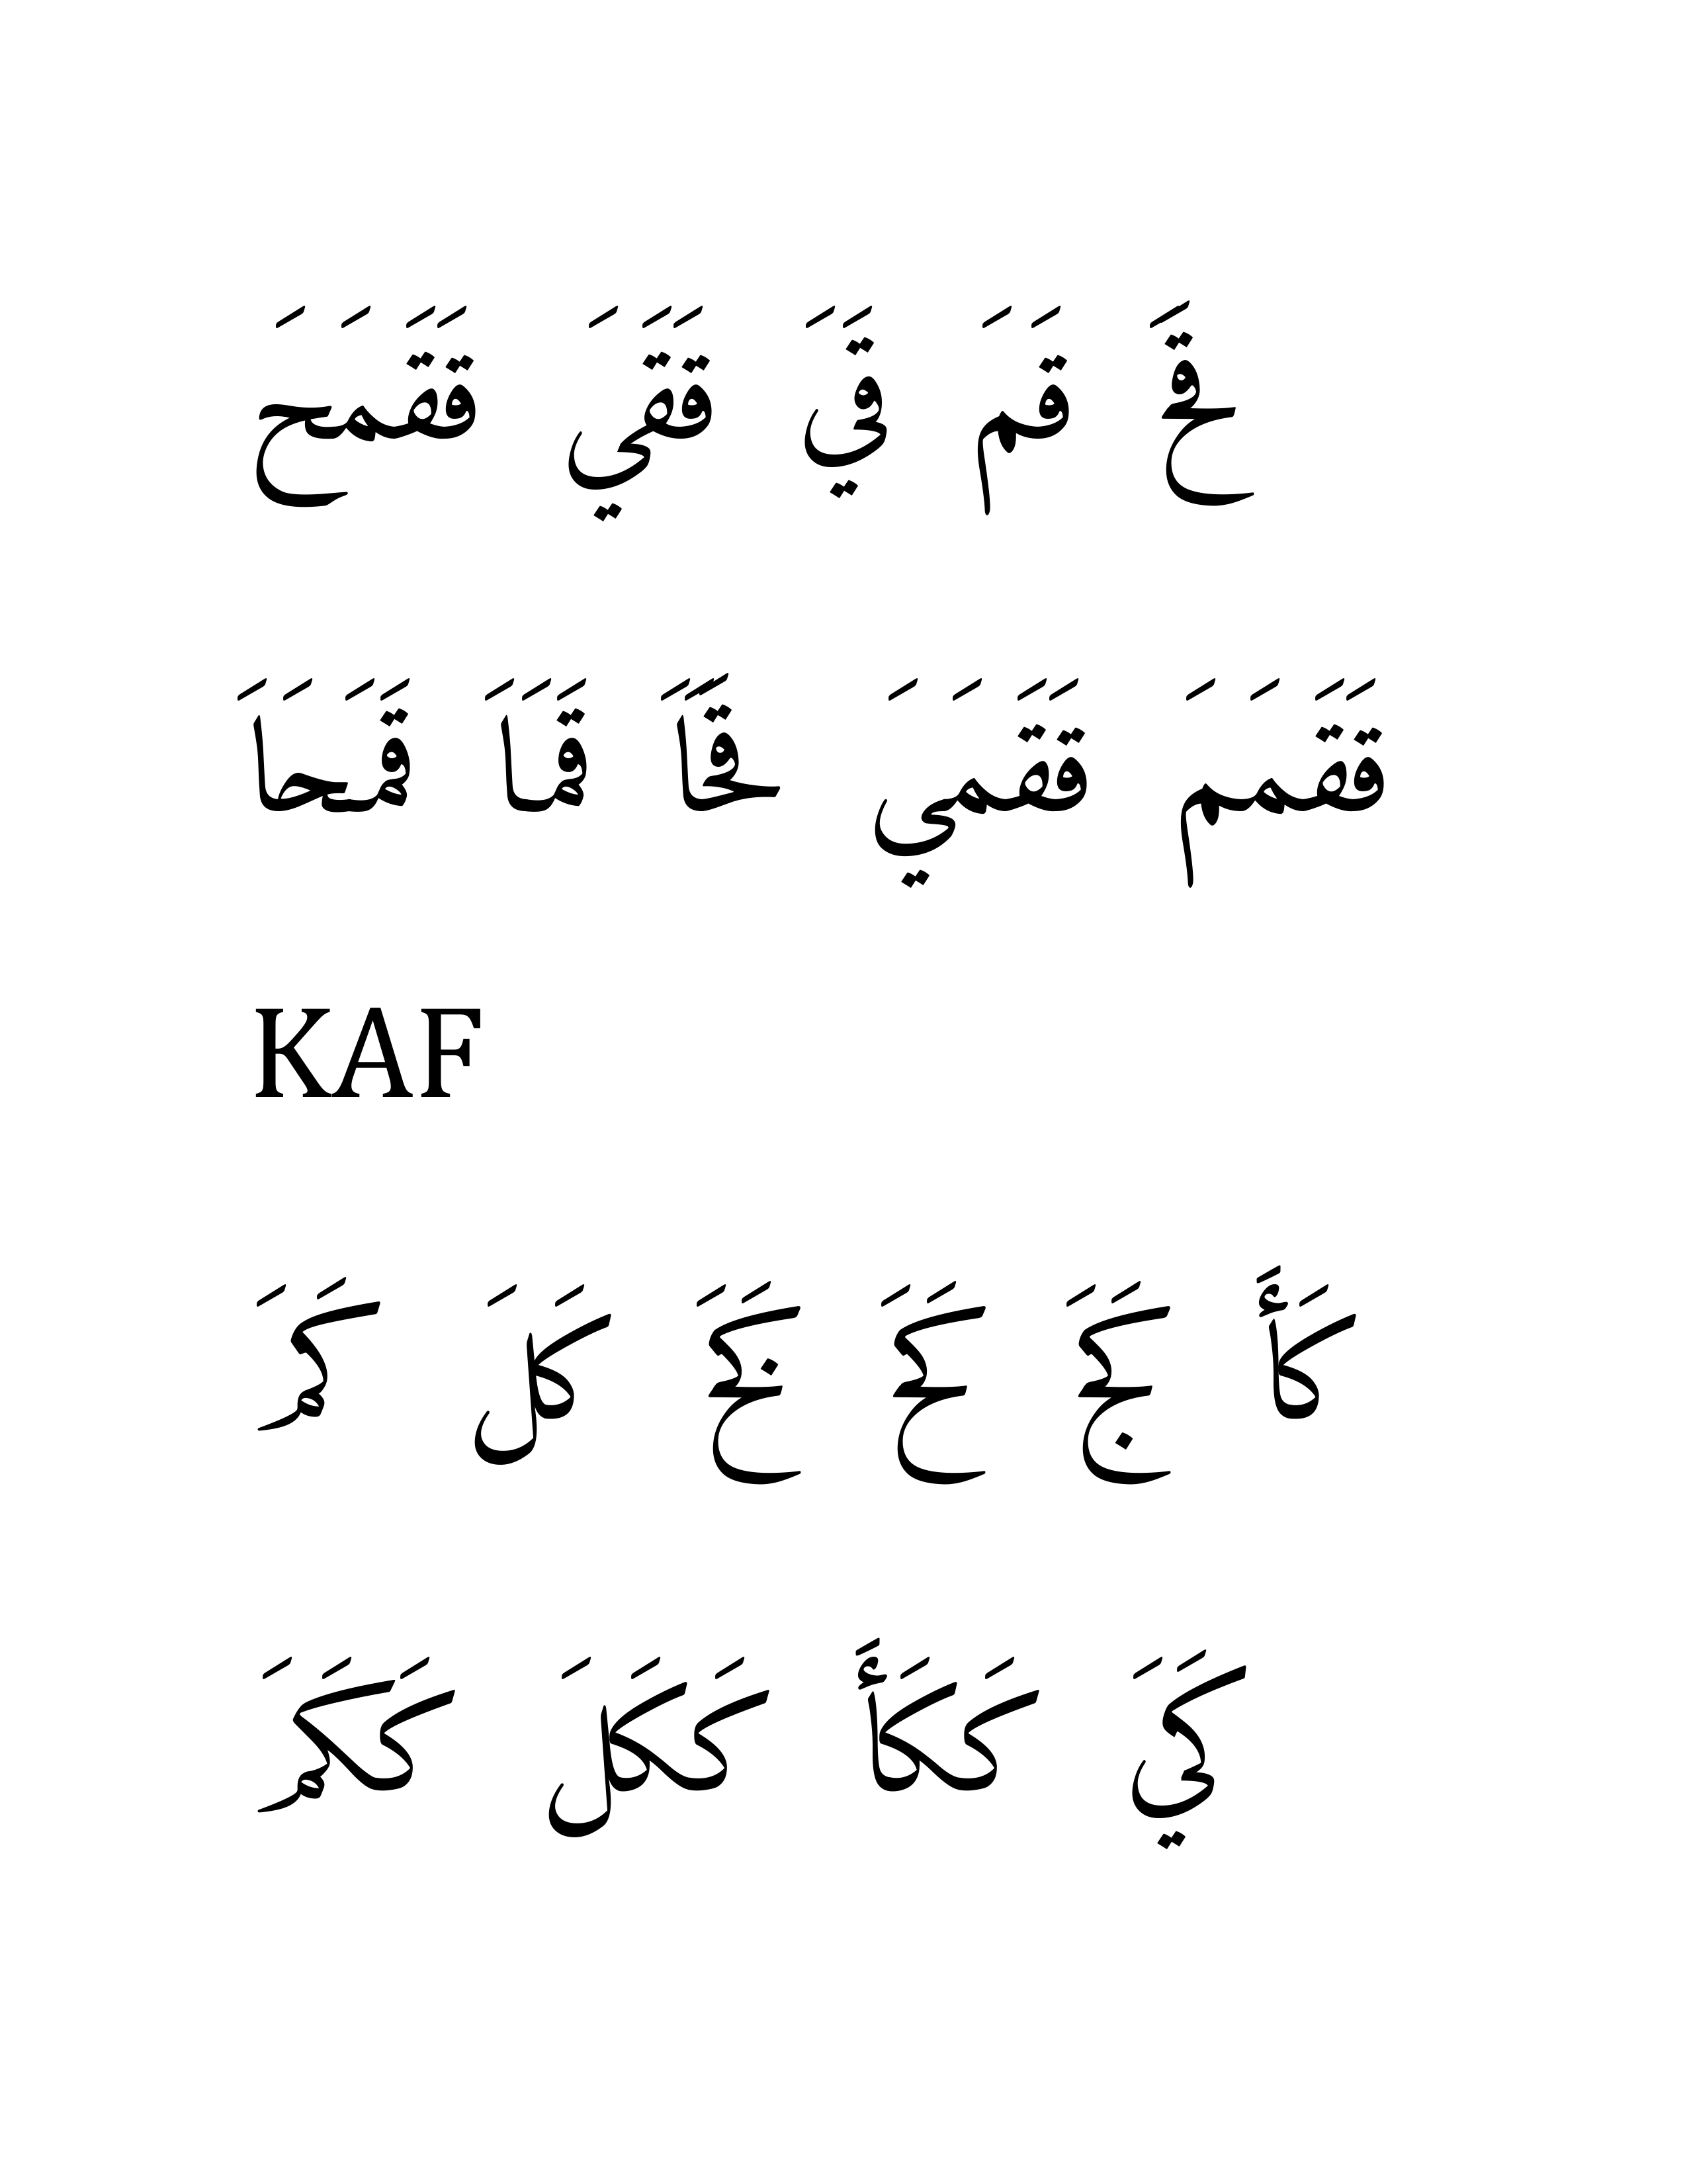 قَحَ قَمَ قَيَ قَقَيَ قَقَمَحَ
قَقَمَمَ قَقَمَيَ قَحَاَ قَمَاَ قَمَحَاَ
KAF
كَأَ كَجَ كَحَ كَخَ كَلَ كَمَ
كَيَ كَكَأَ كَكَلَ كَكَمَ